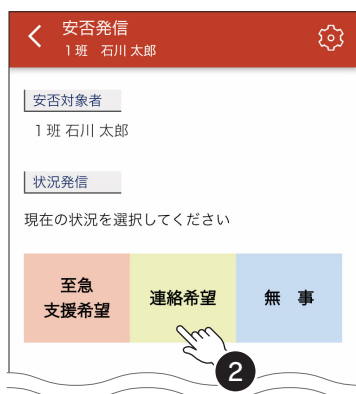 安否発信
1班 石川 太郎
安否対象者
1班 石川 太郎
状況発信
現在の状況を選択してください
至急
支援希望
連絡希望
無 事
2